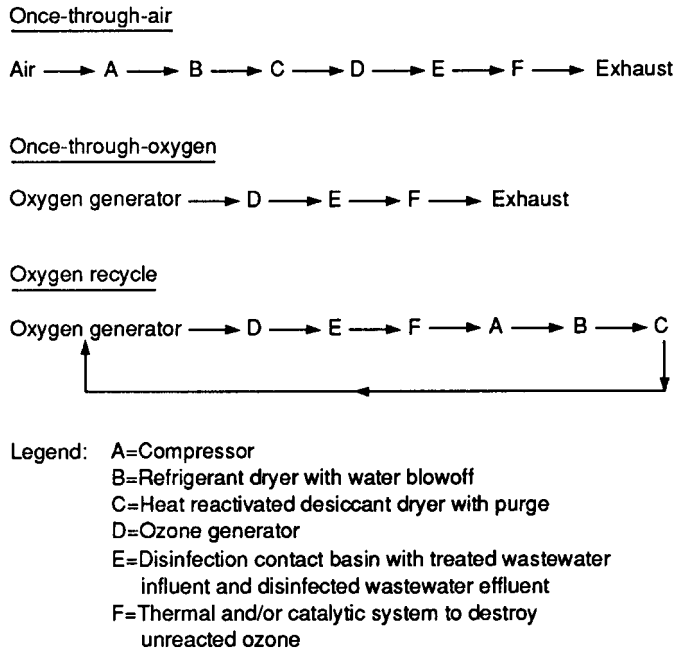 Once-through-air
Air → A → B → C → D → E → F → Exhaust
Once-through-oxygen
Oxygen generator → D → E → F → Exhaust
Oxygen recycle
Oxygen generator → D → E → F → A → B → C
Legend: A=Compressor
B=Refrigerant dryer with water blowoff
C=Heat reactivated desiccant dryer with purge
D=Ozone generator
E=Disinfection contact basin with treated wastewater
influent and disinfected wastewater effluent
F=Thermal and/or catalytic system to destroy
unreacted ozone